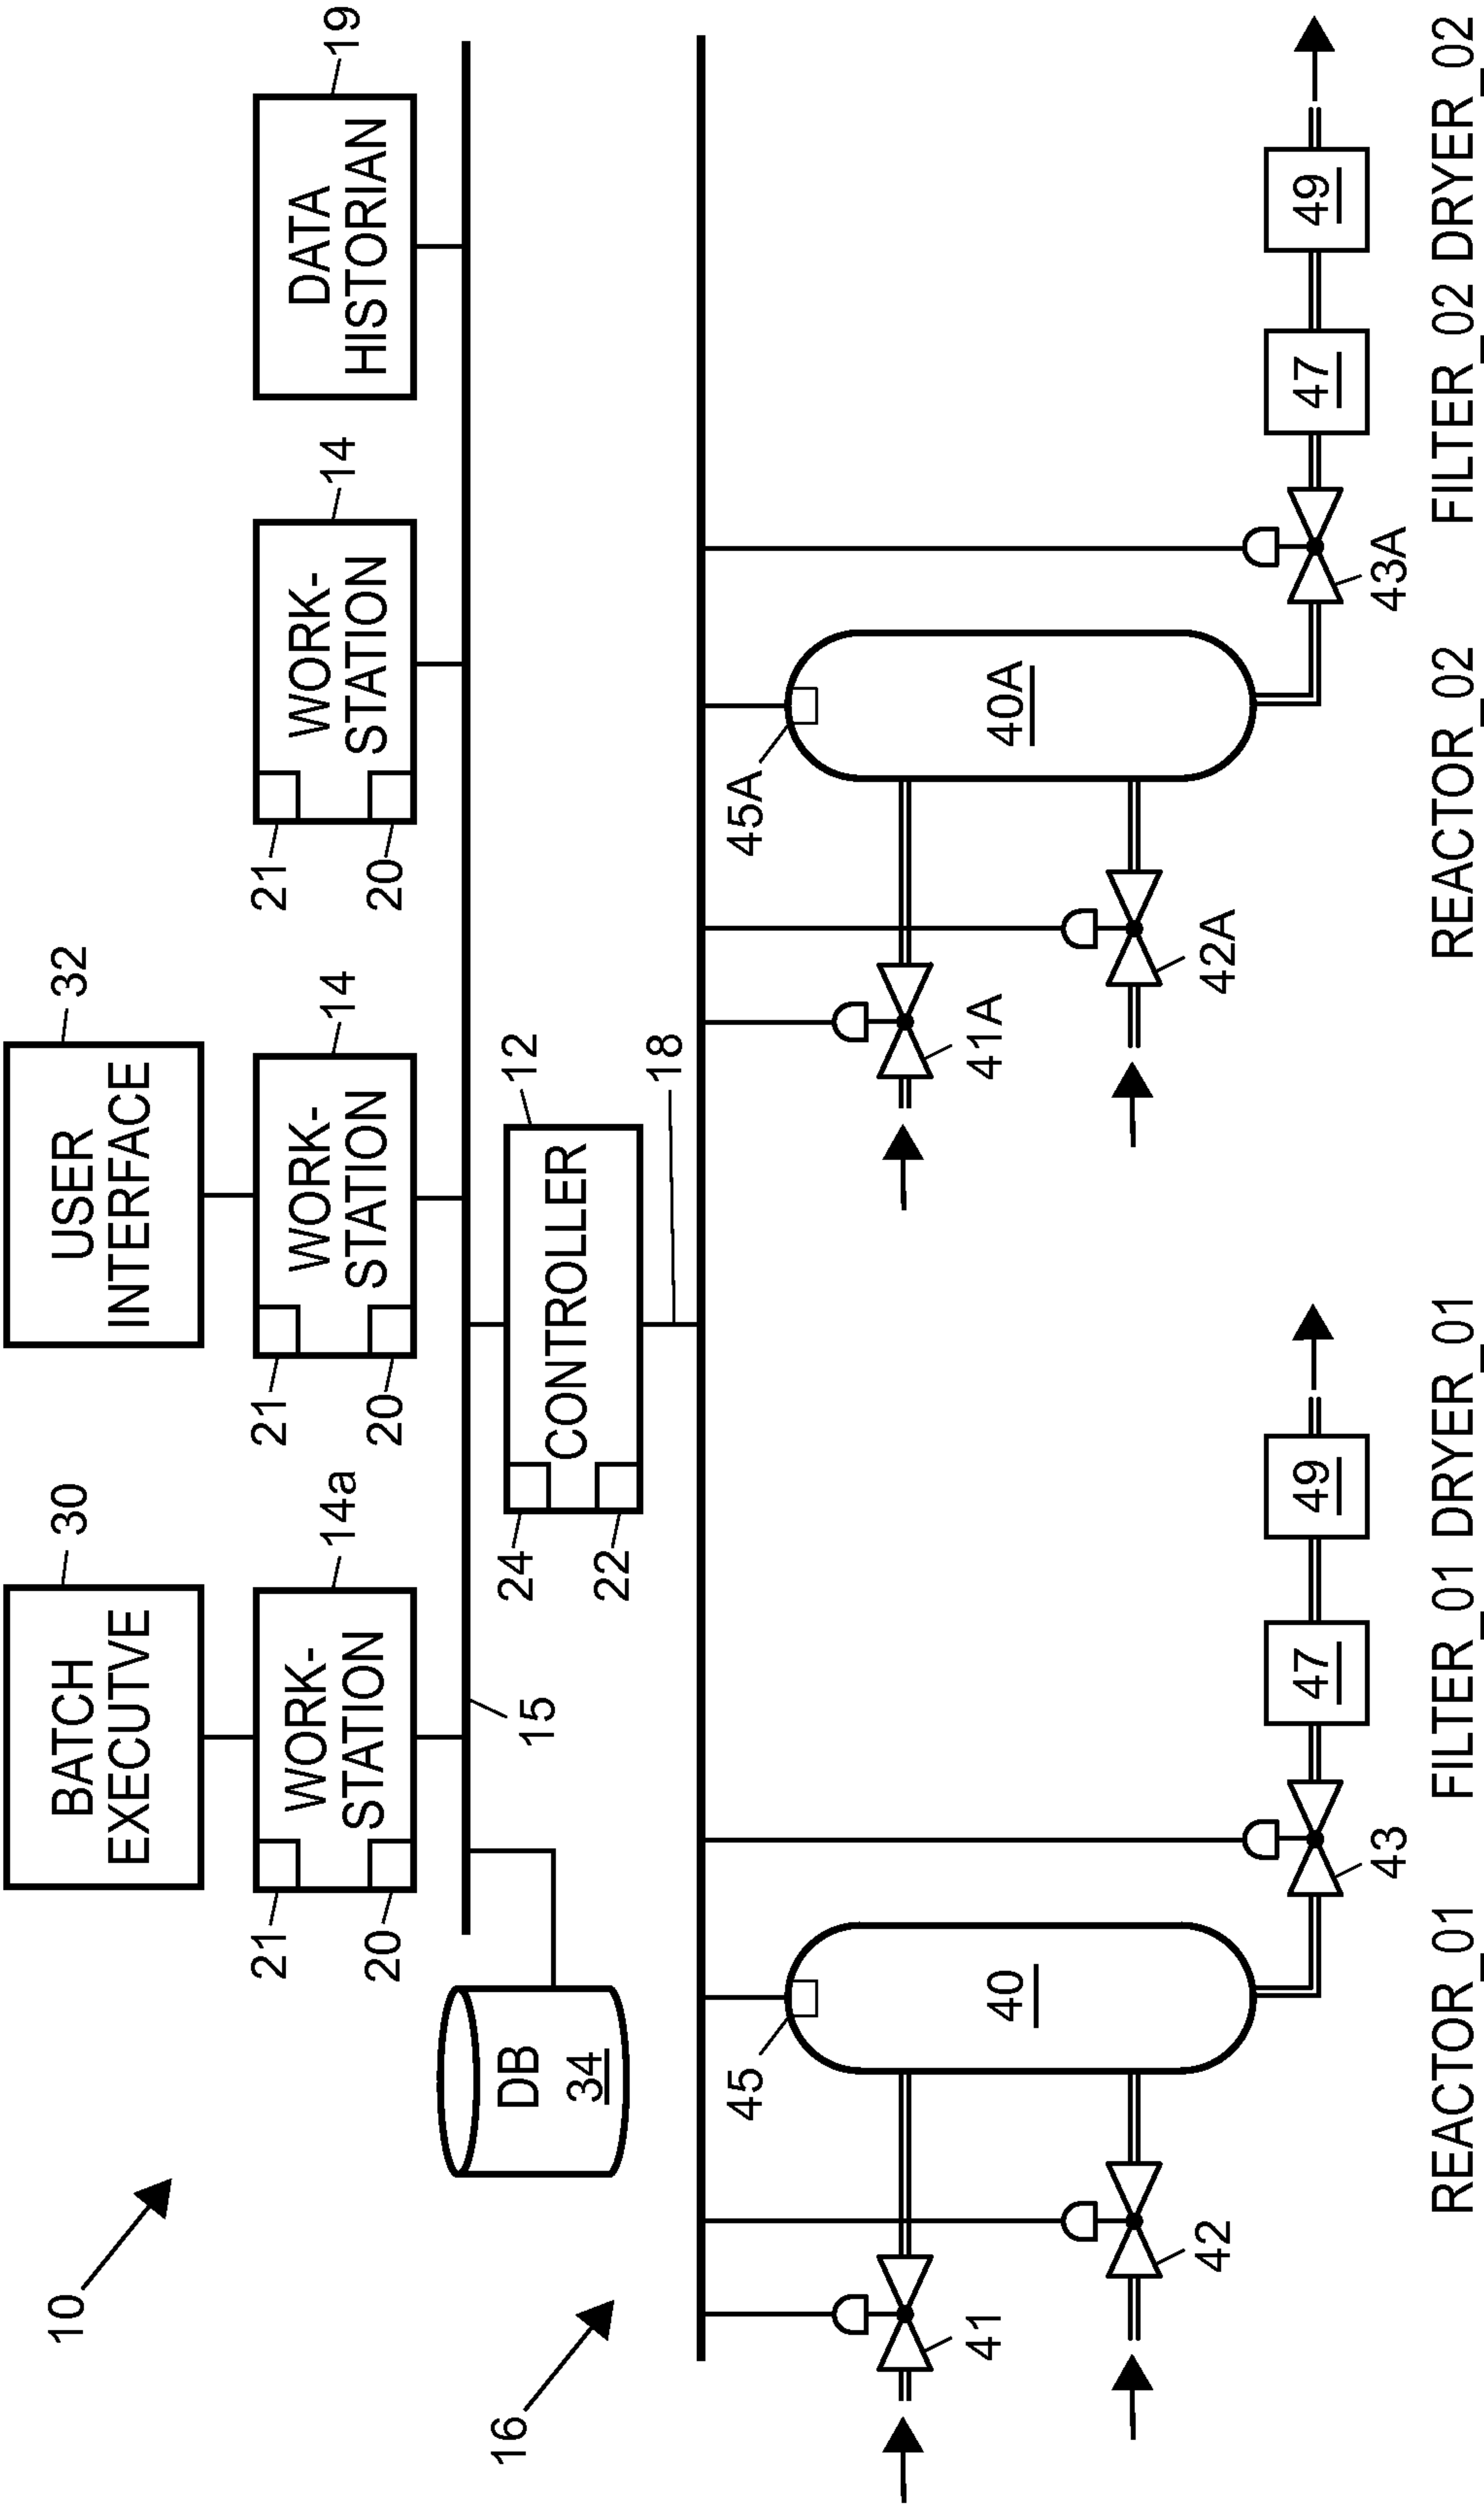 10
BATCH
EXECUTIVE
30
USER
INTERFACE
32
21
20
WORK-
STATION
14a
21
20
WORK-
STATION
14
21
20
WORK-
STATION
14
DATA
HISTORIAN
19
DB
34
15
24
22
CONTROLLER
12
18
16
41
42
45
40
43
47
49
41A
42A
45A
40A
43A
47
49
REACTOR_01
FILTER_01
DRYER_01
REACTOR_02
FILTER_02
DRYER_02